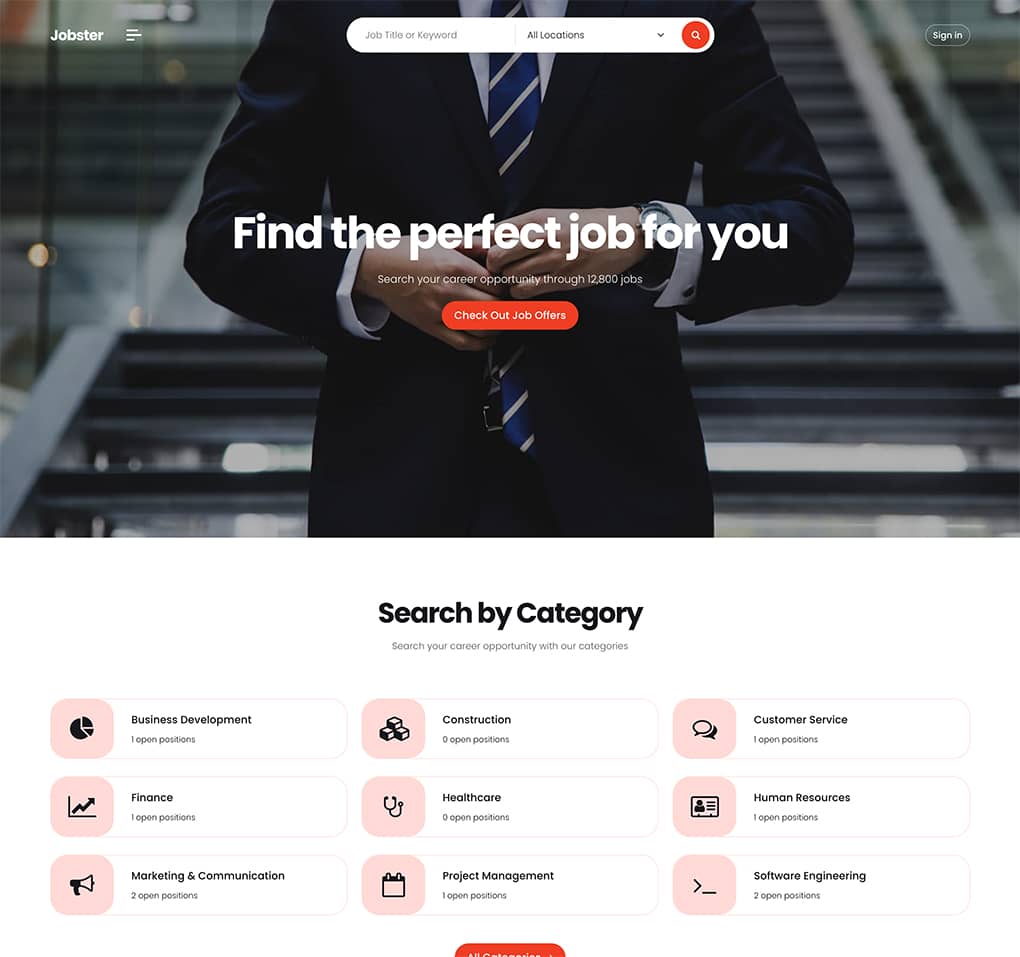 Jobster
Job Title or Keyword
All Locations
Sign in
Find the perfect job for you
Search your career opportunity through 12,800 jobs
Check Out Job Offers
Search by Category
Search your career opportunity with our categories
Business Development
1 open positions
Construction
0 open positions
Customer Service
1 open positions
Finance
1 open positions
Healthcare
0 open positions
Human Resources
1 open positions
Marketing & Communication
2 open positions
Project Management
1 open positions
Software Engineering
2 open positions
All Categories